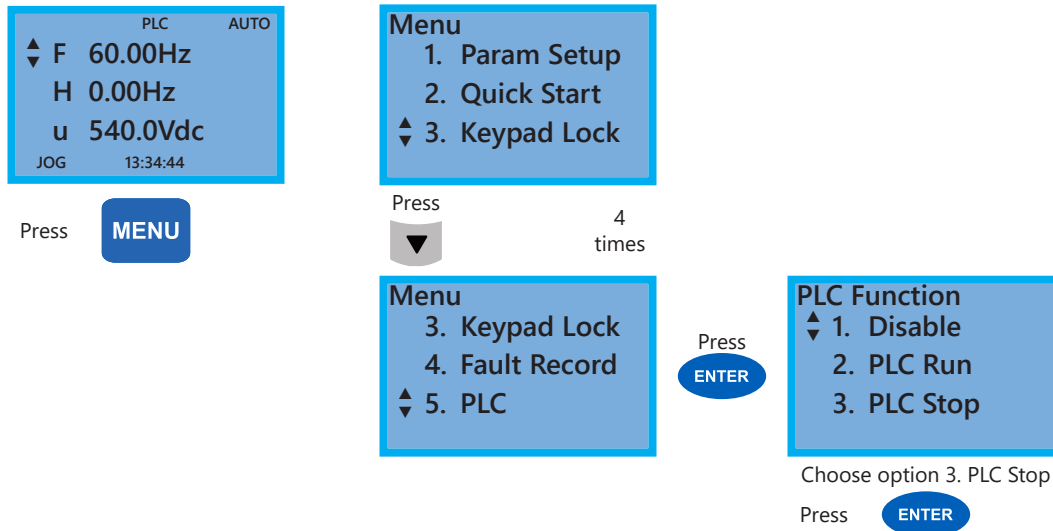 PLC AUTO
F 60.00Hz
H 0.00Hz
u 540.0Vdc
JOG 13:34:44
Press MENU
Menu
1. Param Setup
2. Quick Start
3. Keypad Lock
Press
4
times
Menu
3. Keypad Lock
4. Fault Record
5. PLC
Press
ENTER
PLC Function
1. Disable
2. PLC Run
3. PLC Stop
Choose option 3. PLC Stop
Press ENTER